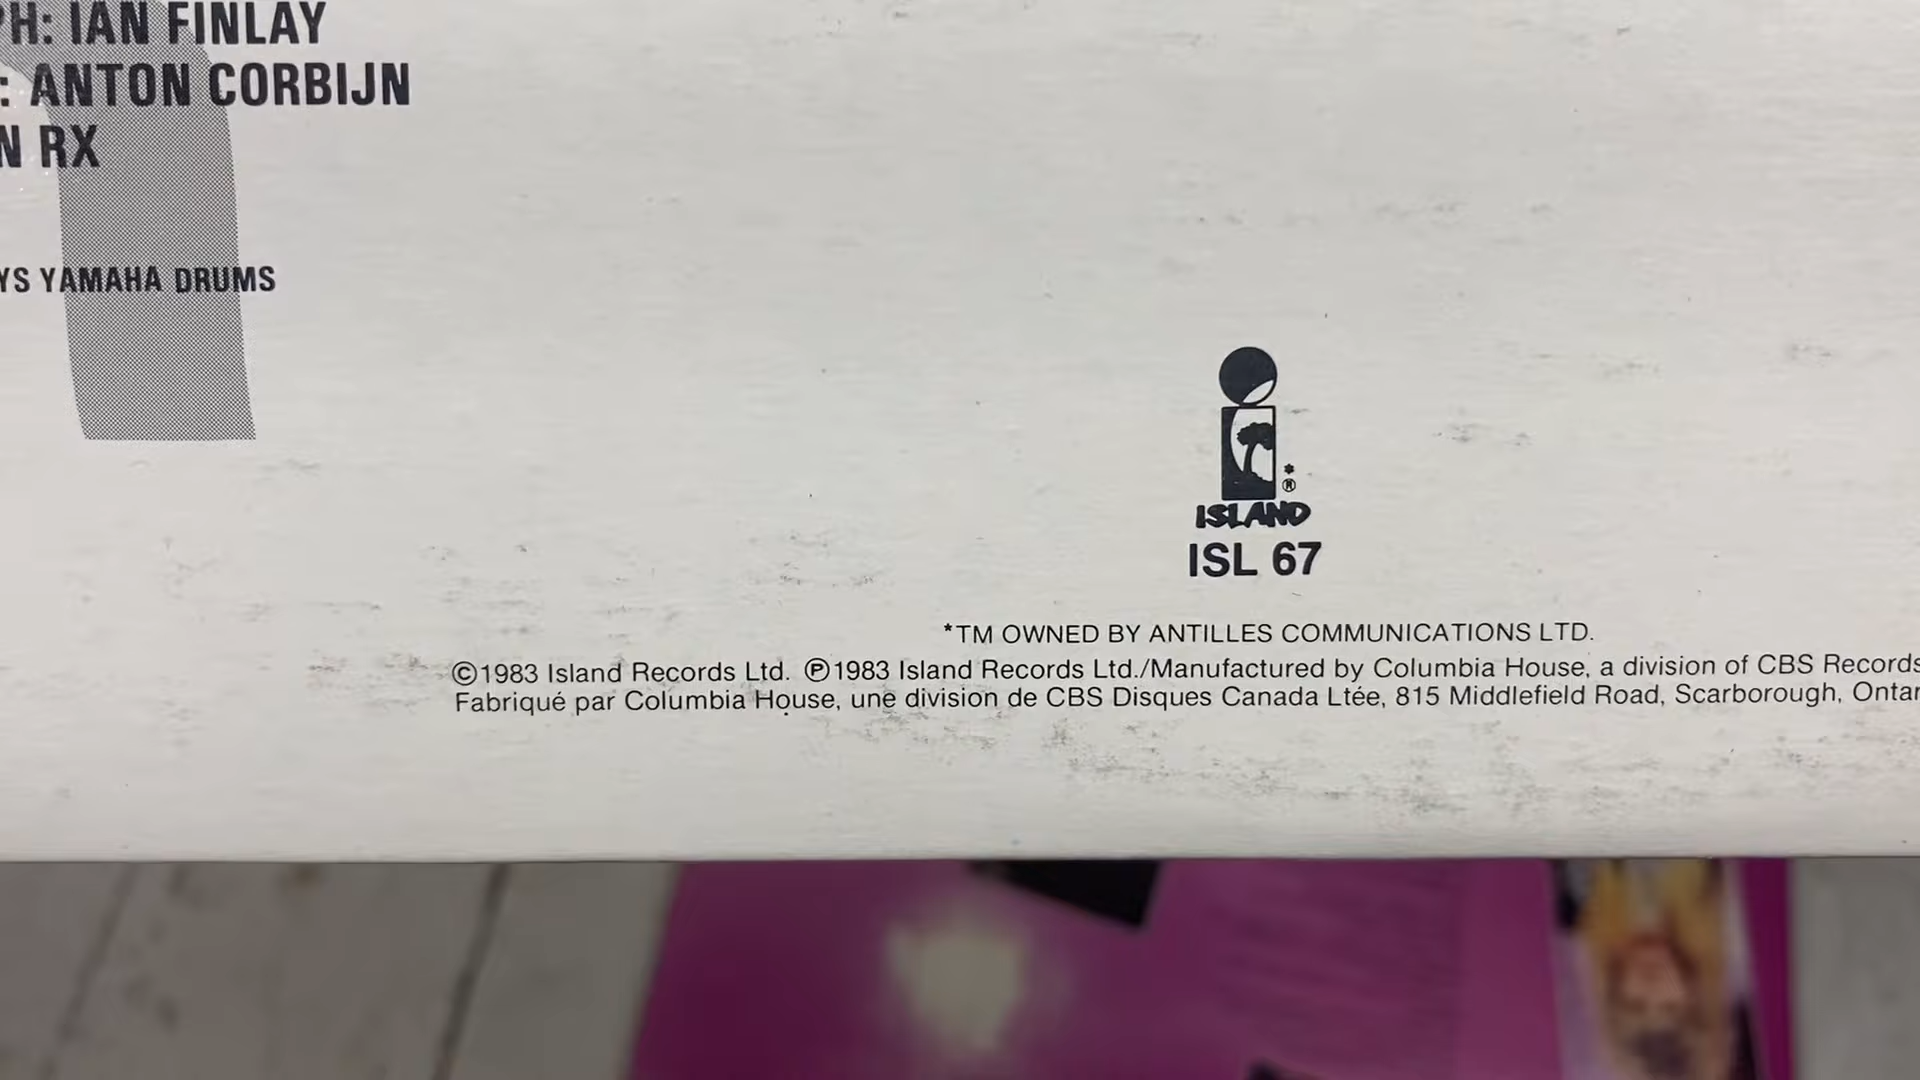 PH: IAN FINLAY
: ANTON CORBIJN
N RX
YS YAMAHA DRUMS
*
®
ISLAND
ISL 67
*TM OWNED BY ANTILLES COMMUNICATIONS LTD.
©1983 Island Records Ltd. ℗1983 Island Records Ltd./Manufactured by Columbia House, a division of CBS Records
Fabriqué par Columbia House, une division de CBS Disques Canada Ltée, 815 Middlefield Road, Scarborough, Ontar